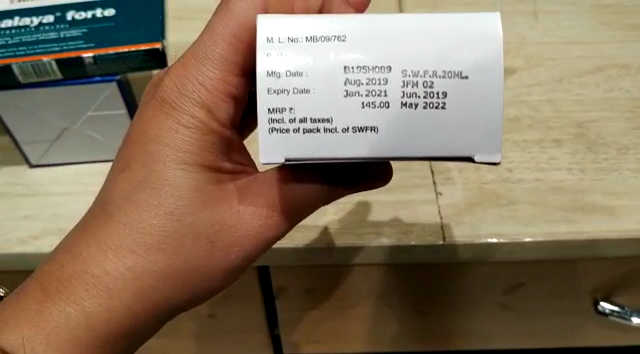 alaya forte
M. L. No.: MB/09/762
B195H089 S.W.F.R.20ML.
Mfg. Date : Aug. 2019 JFM 02
Expiry Date : Jan. 2021 Jun. 2019
MRP ₹: 145.00 May 2022
(Incl. of all taxes)
(Price of pack Incl. of SWFR)